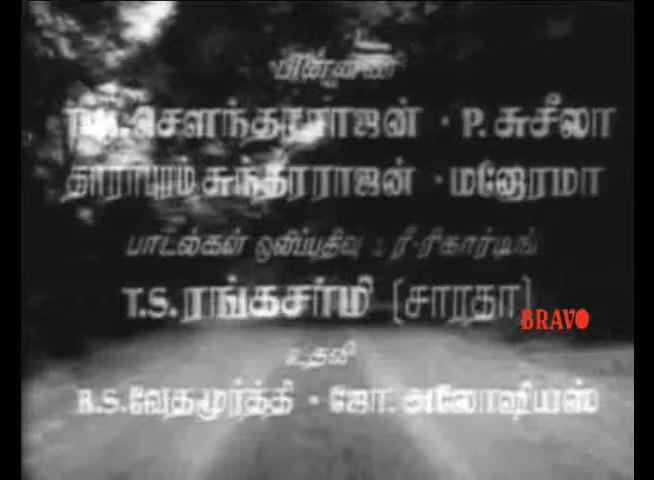 பின்னணி
T.M.சௌந்தரராஜன் · P.சுசீலா
தாராபுரம் சுந்தரராஜன் · மனோரமா
பாடல்கள் ஒலிப்பதிவு : ரீ-ரிகார்டிங்
T.S.ரங்கசாமி [சாரதா]
BRAVO
உதவி
R.S.வேதமூர்த்தி · ஜோ. அலோஷியஸ்